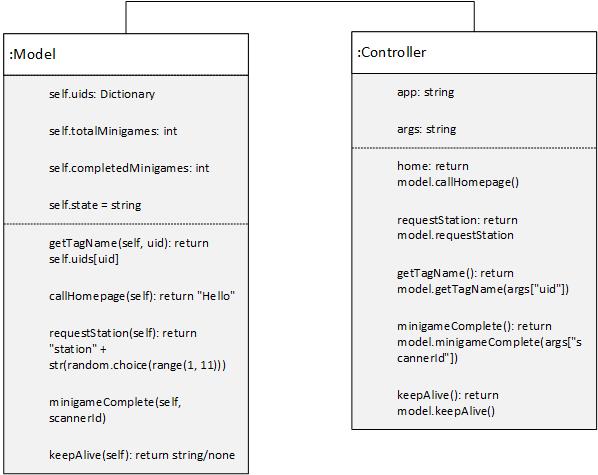 :Model
self.uids: Dictionary
self.totalMinigames: int
self.completedMinigames: int
self.state = string
getTagName(self, uid): return
self.uids[uid]
callHomepage(self): return "Hello"
requestStation(self): return
"station" +
str(random.choice(range(1, 11)))
minigameComplete(self,
scannerId)
keepAlive(self): return string/none
:Controller
app: string
args: string
home: return
model.callHomepage()
requestStation: return
model.requestStation
getTagName(): return
model.getTagName(args["uid"])
minigameComplete(): return
model.minigameComplete(args["s
cannerId"])
keepAlive(): return
model.keepAlive()